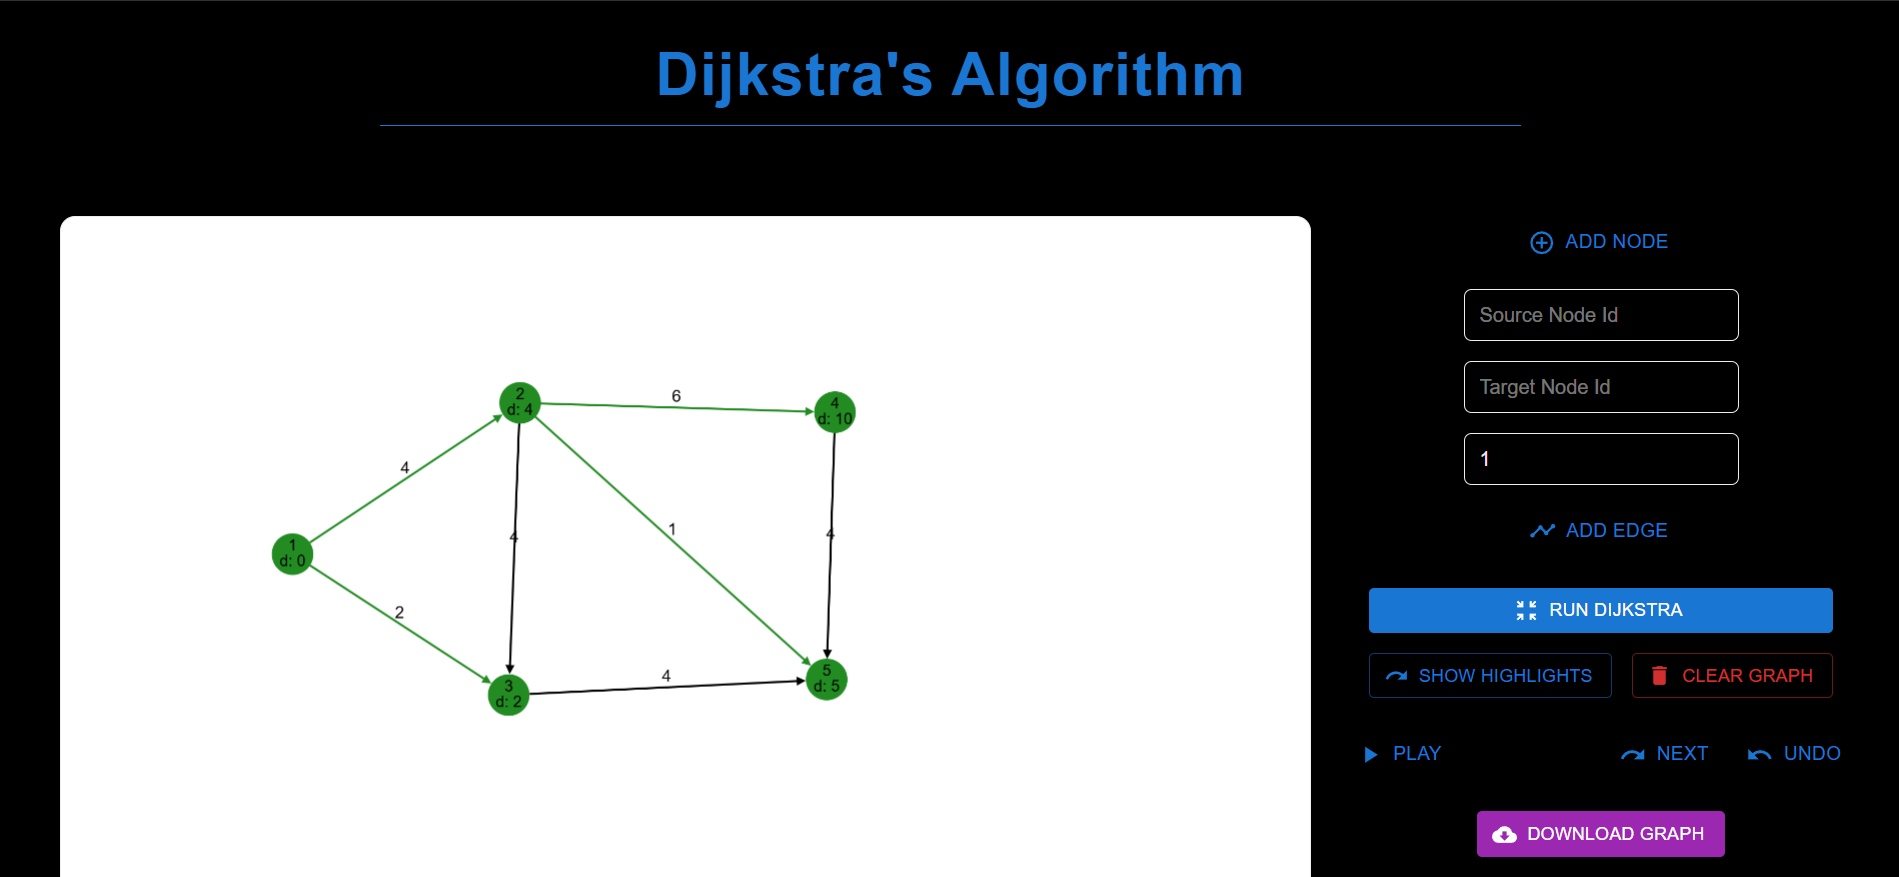 Dijkstra's Algorithm
ADD NODE
Source Node Id
Target Node Id
1
ADD EDGE
RUN DIJKSTRA
SHOW HIGHLIGHTS
CLEAR GRAPH
PLAY
NEXT
UNDO
DOWNLOAD GRAPH
2
d: 4
6
4
d: 10
4
1
4
4
1
d: 0
2
3
d: 2
4
5
d: 5